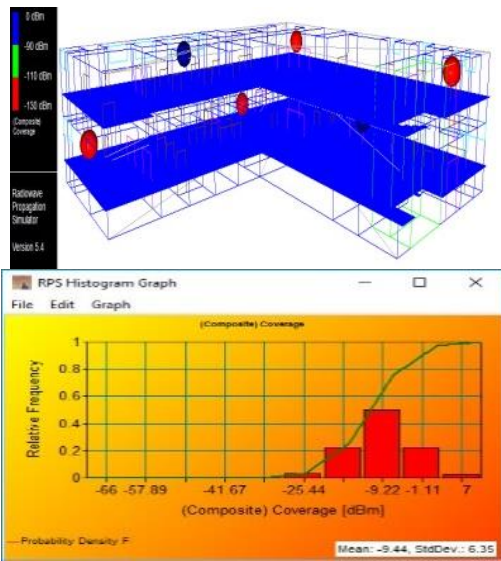 0 dBm
-90 dBm
-110 dBm
-130 dBm
(Composite)
Coverage
Radiowave
Propagation
Simulator
Version 5.4
RPS Histogram Graph
File Edit Graph
(Composite) Coverage
Relative Frequency
1
0.8
0.6
0.4
0.2
0
-66 -57.89 -41.67 -25.44 -9.22 -1.11 7
(Composite) Coverage [dBm]
Probability Density F
Mean: -9.44, StdDev.: 6.35